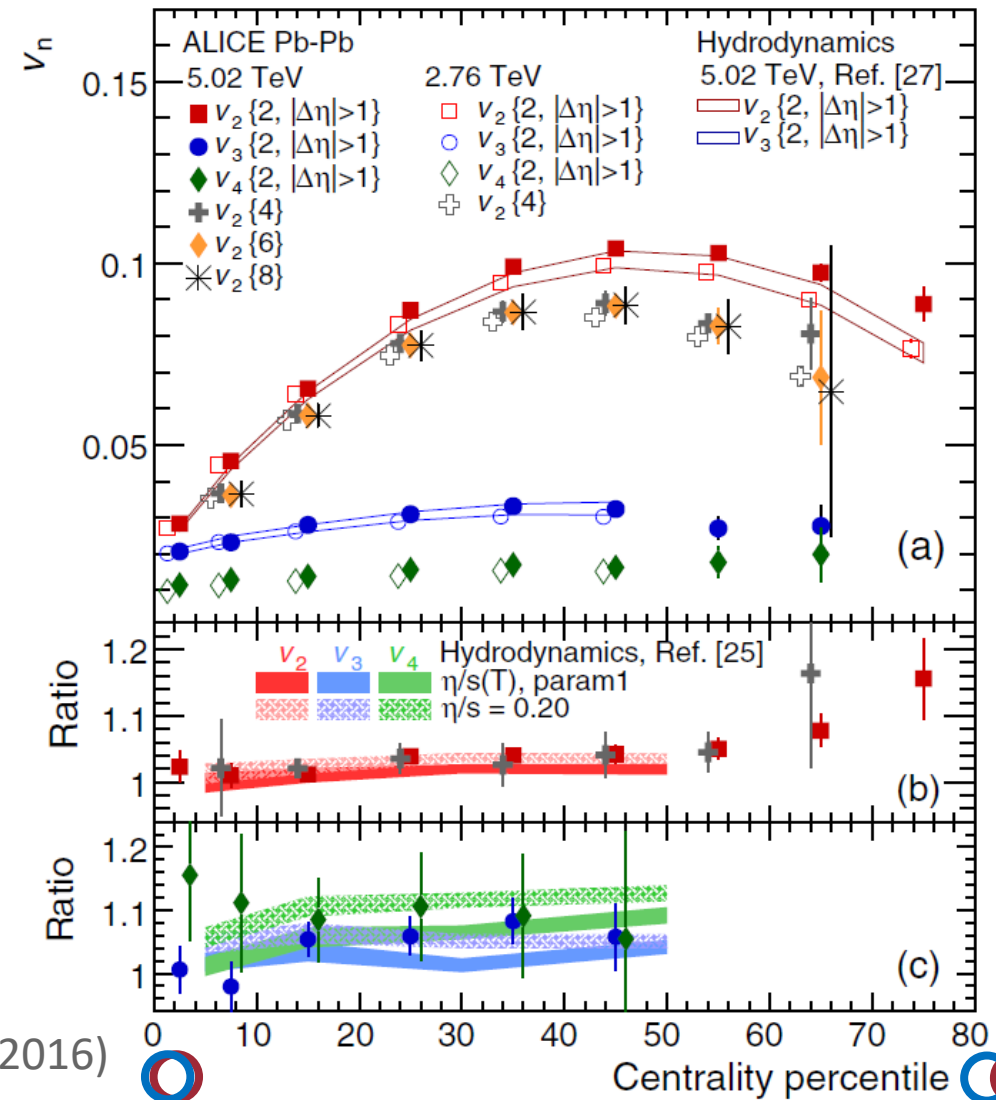 v n
ALICE Pb-Pb
5.02 TeV
v2{2, |Δη|>1}
v3{2, |Δη|>1}
v4{2, |Δη|>1}
v2{4}
v2{6}
v2{8}
2.76 TeV
v2{2, |Δη|>1}
v3{2, |Δη|>1}
v4{2, |Δη|>1}
v2{4}
Hydrodynamics
5.02 TeV, Ref. [27]
v2{2, |Δη|>1}
v3{2, |Δη|>1}
0.15
0.1
0.05
(a)
Ratio
1.2
1.1
1
v2 v3 v4 Hydrodynamics, Ref. [25]
η/s(T), param1
η/s = 0.20
(b)
Ratio
1.2
1.1
1
(c)
0 10 20 30 40 50 60 70 80
2016)
Centrality percentile